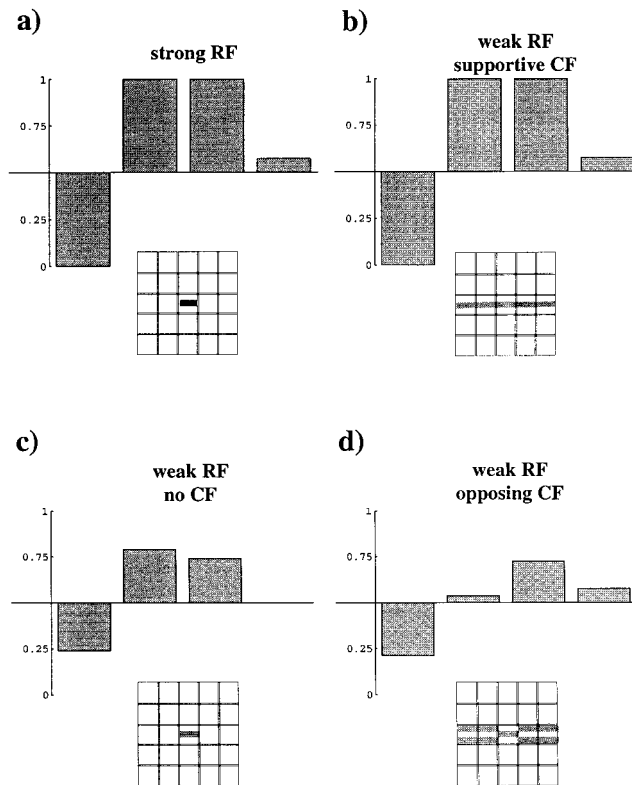 a)
strong RF
1
0.75
0.25
0
b)
weak RF
supportive CF
1
0.75
0.25
0
c)
weak RF
no CF
1
0.75
0.25
0
d)
weak RF
opposing CF
1
0.75
0.25
0